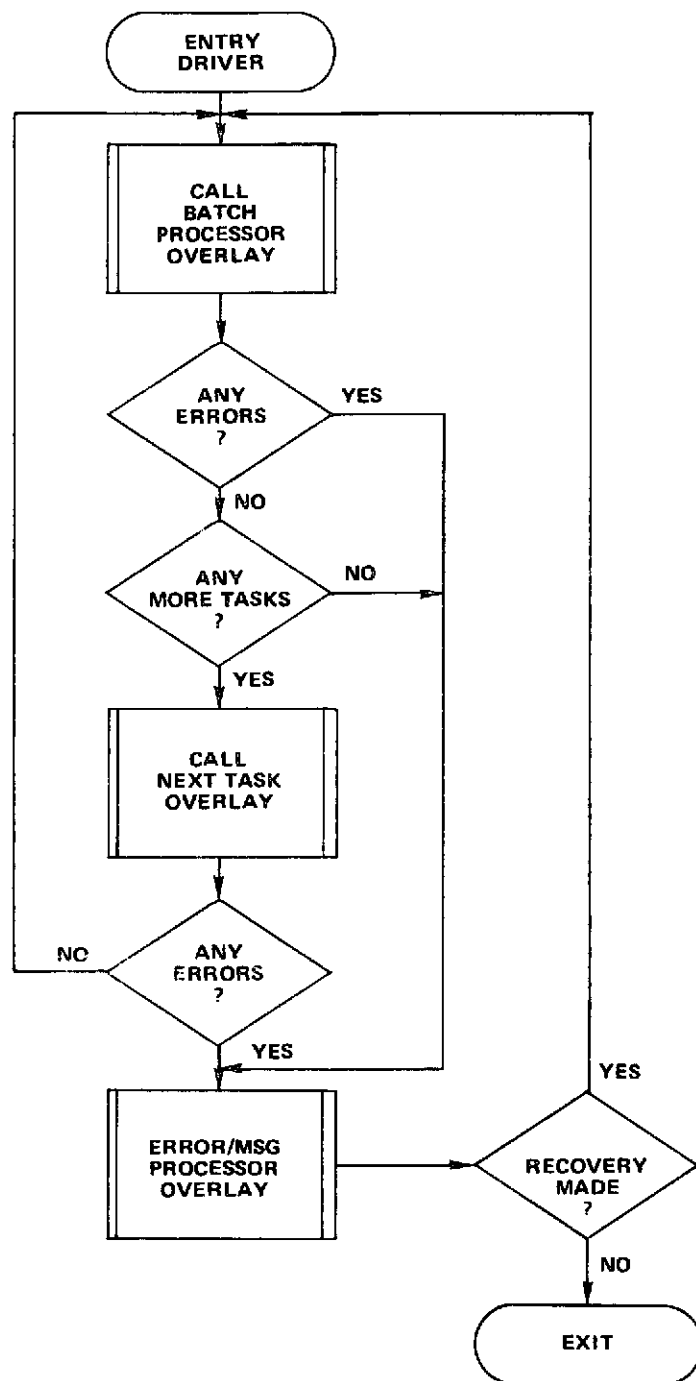 ENTRY
DRIVER
CALL
BATCH
PROCESSOR
OVERLAY
ANY
ERRORS
?
YES
NO
ANY
MORE TASKS
?
NO
YES
CALL
NEXT TASK
OVERLAY
ANY
ERRORS
?
NO
YES
ERROR/MSG
PROCESSOR
OVERLAY
YES
RECOVERY
MADE
?
NO
EXIT